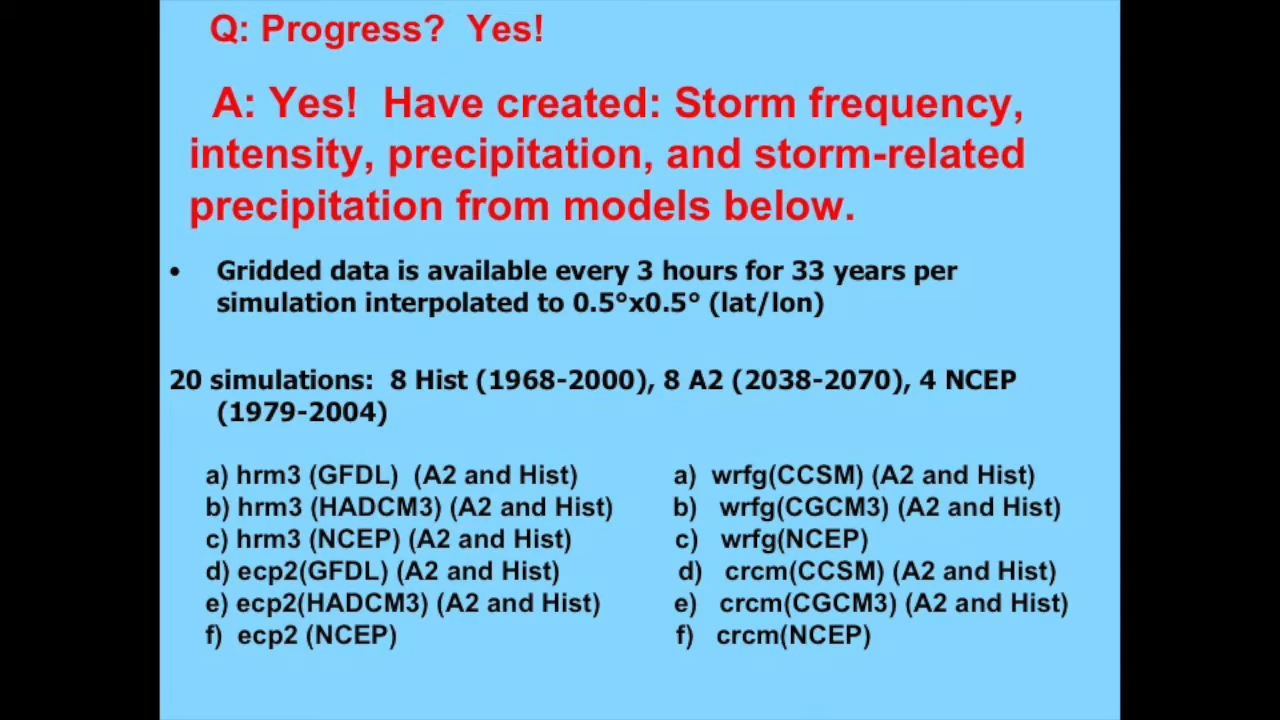 Q: Progress? Yes!
A: Yes! Have created: Storm frequency,
intensity, precipitation, and storm-related
precipitation from models below.
• Gridded data is available every 3 hours for 33 years per
simulation interpolated to 0.5°x0.5° (lat/lon)
20 simulations: 8 Hist (1968-2000), 8 A2 (2038-2070), 4 NCEP
(1979-2004)
a) hrm3 (GFDL) (A2 and Hist)
b) hrm3 (HADCM3) (A2 and Hist)
c) hrm3 (NCEP) (A2 and Hist)
d) ecp2(GFDL) (A2 and Hist)
e) ecp2(HADCM3) (A2 and Hist)
f) ecp2 (NCEP)
a) wrfg(CCSM) (A2 and Hist)
b) wrfg(CGCM3) (A2 and Hist)
c) wrfg(NCEP)
d) crcm(CCSM) (A2 and Hist)
e) crcm(CGCM3) (A2 and Hist)
f) crcm(NCEP)